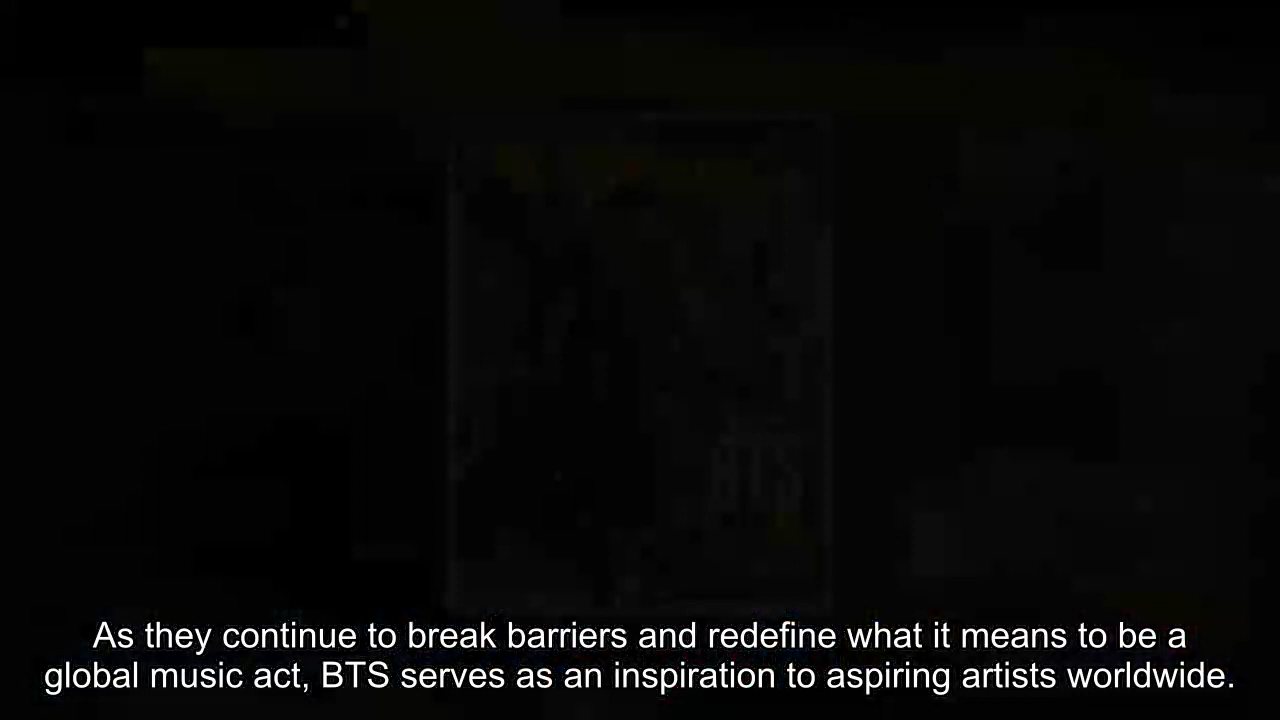 BTS
As they continue to break barriers and redefine what it means to be a
global music act, BTS serves as an inspiration to aspiring artists worldwide.